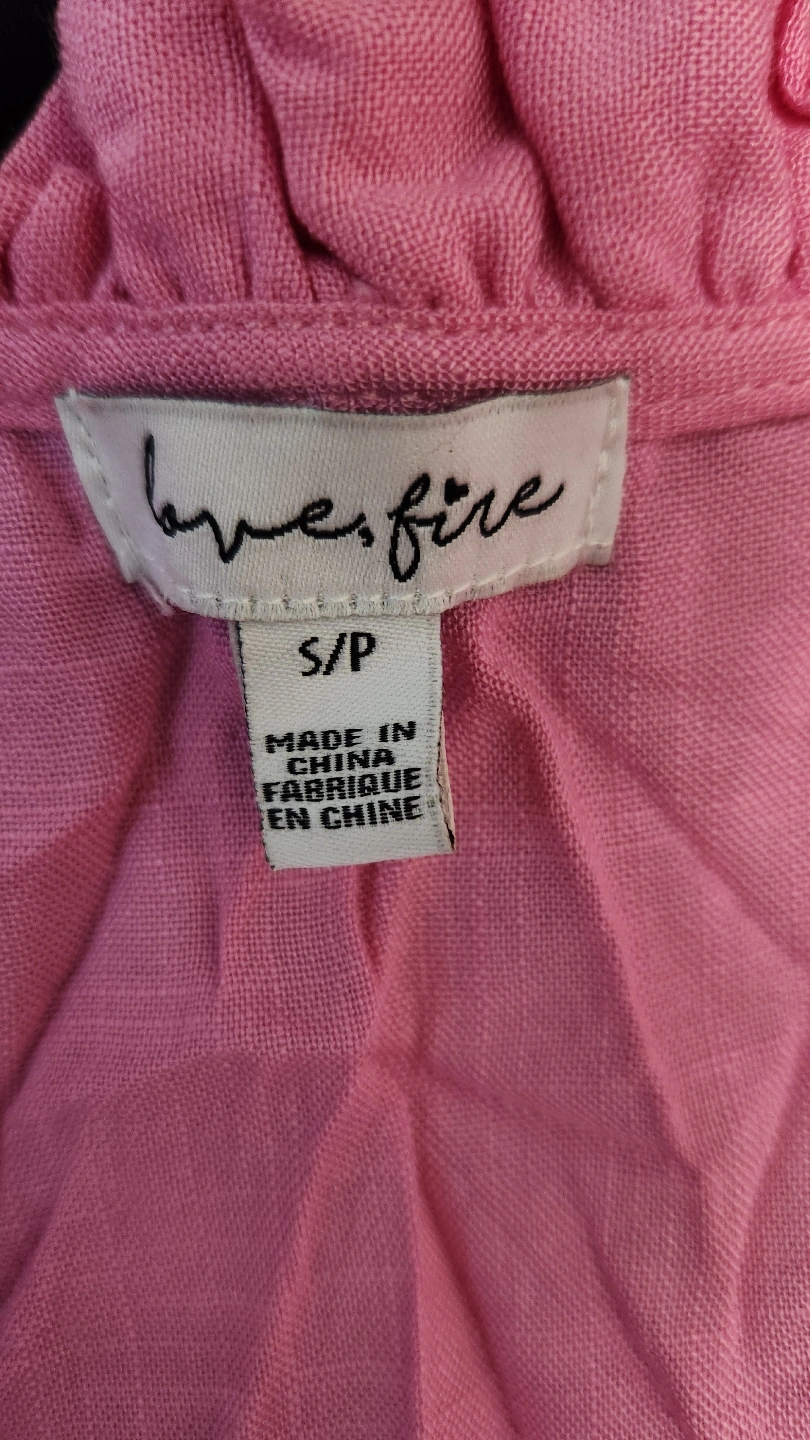 love, fire
S/P
MADE IN
CHINA
FABRIQUE
EN CHINE